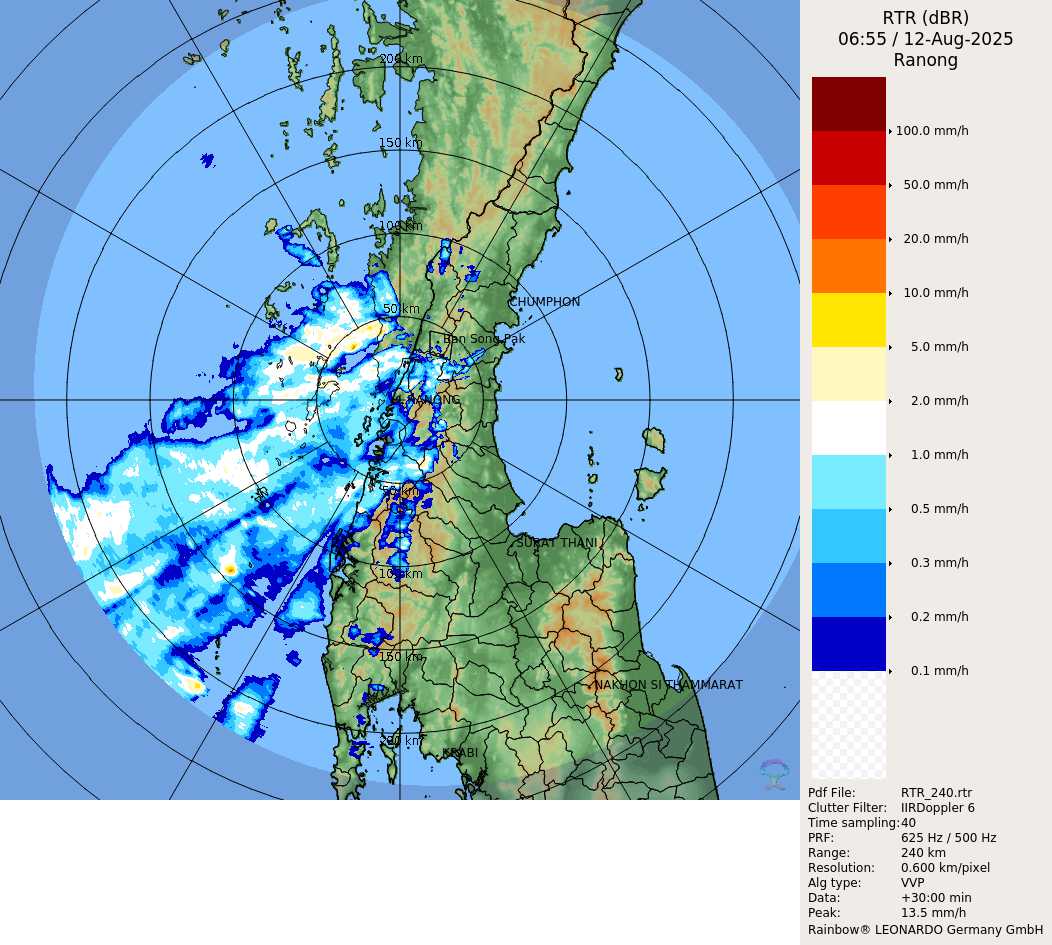 RTR (dBR)
06:55 / 12-Aug-2025
Ranong
100.0 mm/h
50.0 mm/h
20.0 mm/h
10.0 mm/h
5.0 mm/h
2.0 mm/h
1.0 mm/h
0.5 mm/h
0.3 mm/h
0.2 mm/h
0.1 mm/h
200 km
150 km
100 km
50 km
CHUMPHON
Ban Song Pak
RANONG
50 km
SURAT THANI
100 km
150 km
NAKHON SI THAMMARAT
200 km
KRABI
Pdf File: RTR_240.rtr
Clutter Filter: IIRDoppler 6
Time sampling: 40
PRF: 625 Hz / 500 Hz
Range: 240 km
Resolution: 0.600 km/pixel
Alg type: VVP
Data: +30:00 min
Peak: 13.5 mm/h
Rainbow® LEONARDO Germany GmbH